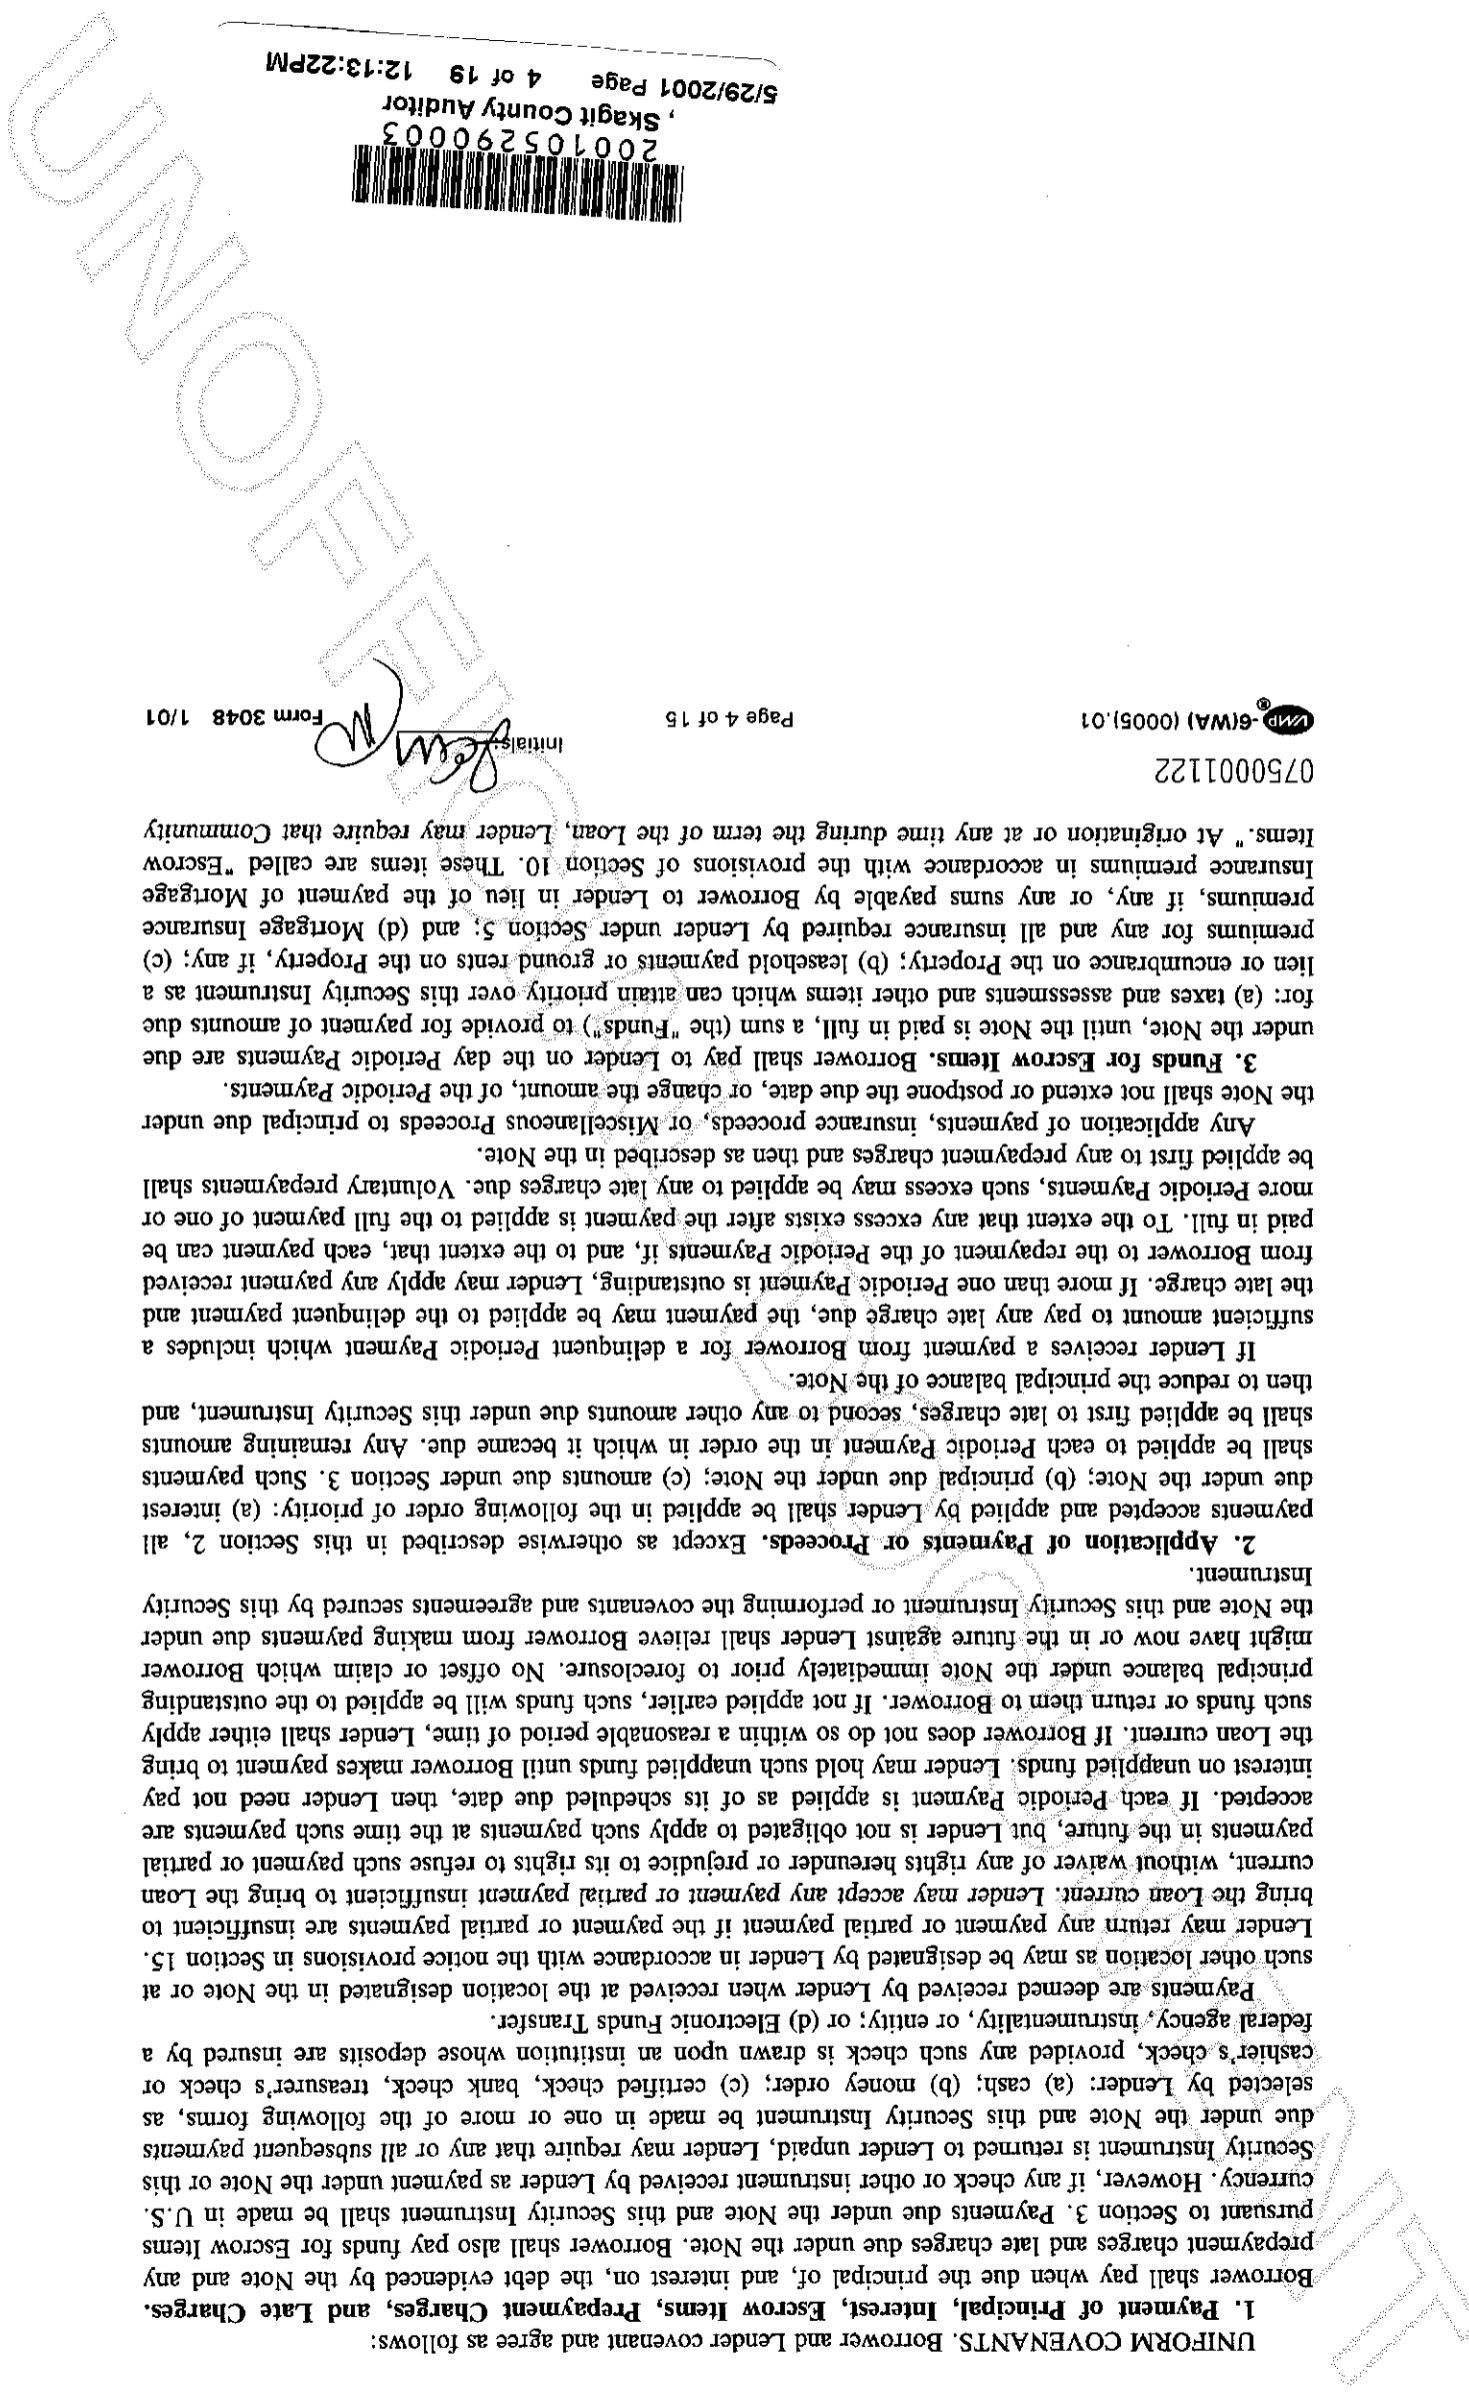 UNIFORM COVENANTS. Borrower and Lender covenant and agree as follows:
1. Payment of Principal, Interest, Escrow Items, Prepayment Charges, and Late Charges.
Borrower shall pay when due the principal of, and interest on, the debt evidenced by the Note and any
prepayment charges and late charges due under the Note. Borrower shall also pay funds for Escrow Items
pursuant to Section 3. Payments due under the Note and this Security Instrument shall be made in U.S.
currency. However, if any check or other instrument received by Lender as payment under the Note or this
Security Instrument is returned to Lender unpaid, Lender may require that any or all subsequent payments
due under the Note and this Security Instrument be made in one or more of the following forms, as
selected by Lender: (a) cash; (b) money order; (c) certified check, bank check, treasurer's check or
cashier's check, provided any such check is drawn upon an institution whose deposits are insured by a
federal agency, instrumentality, or entity; or (d) Electronic Funds Transfer.
Payments are deemed received by Lender when received at the location designated in the Note or at
such other location as may be designated by Lender in accordance with the notice provisions in Section 15.
Lender may return any payment or partial payment if the payment or partial payments are insufficient to
bring the Loan current. Lender may accept any payment or partial payment insufficient to bring the Loan
current, without waiver of any rights hereunder or prejudice to its rights to refuse such payment or partial
payments in the future, but Lender is not obligated to apply such payments at the time such payments are
accepted. If each Periodic Payment is applied as of its scheduled due date, then Lender need not pay
interest on unapplied funds. Lender may hold such unapplied funds until Borrower makes payment to bring
the Loan current. If Borrower does not do so within a reasonable period of time, Lender shall either apply
such funds or return them to Borrower. If not applied earlier, such funds will be applied to the outstanding
principal balance under the Note immediately prior to foreclosure. No offset or claim which Borrower
might have now or in the future against Lender shall relieve Borrower from making payments due under
the Note and this Security Instrument or performing the covenants and agreements secured by this Security
Instrument.
2. Application of Payments or Proceeds. Except as otherwise described in this Section 2, all
payments accepted and applied by Lender shall be applied in the following order of priority: (a) interest
due under the Note; (b) principal due under the Note; (c) amounts due under Section 3. Such payments
shall be applied to each Periodic Payment in the order in which it became due. Any remaining amounts
shall be applied first to late charges, second to any other amounts due under this Security Instrument, and
then to reduce the principal balance of the Note.
If Lender receives a payment from Borrower for a delinquent Periodic Payment which includes a
sufficient amount to pay any late charge due, the payment may be applied to the delinquent payment and
the late charge. If more than one Periodic Payment is outstanding, Lender may apply any payment received
from Borrower to the repayment of the Periodic Payments if, and to the extent that, each payment can be
paid in full. To the extent that any excess exists after the payment is applied to the full payment of one or
more Periodic Payments, such excess may be applied to any late charges due. Voluntary prepayments shall
be applied first to any prepayment charges and then as described in the Note.
Any application of payments, insurance proceeds, or Miscellaneous Proceeds to principal due under
the Note shall not extend or postpone the due date, or change the amount, of the Periodic Payments.
3. Funds for Escrow Items. Borrower shall pay to Lender on the day Periodic Payments are due
under the Note, until the Note is paid in full, a sum (the "Funds") to provide for payment of amounts due
for: (a) taxes and assessments and other items which can attain priority over this Security Instrument as a
lien or encumbrance on the Property; (b) leasehold payments or ground rents on the Property, if any; (c)
premiums for any and all insurance required by Lender under Section 5; and (d) Mortgage Insurance
premiums, if any, or any sums payable by Borrower to Lender in lieu of the payment of Mortgage
Insurance premiums in accordance with the provisions of Section 10. These items are called "Escrow
Items." At origination or at any time during the term of the Loan, Lender may require that Community
0750001122
Initials:
VMP®-6(WA) (0005).01 Page 4 of 15 Form 3048 1/01
200105290003
, Skagit County Auditor
5/29/2001 Page 4 of 19 12:13:22PM
UNOFFICIAL DOCUMENT